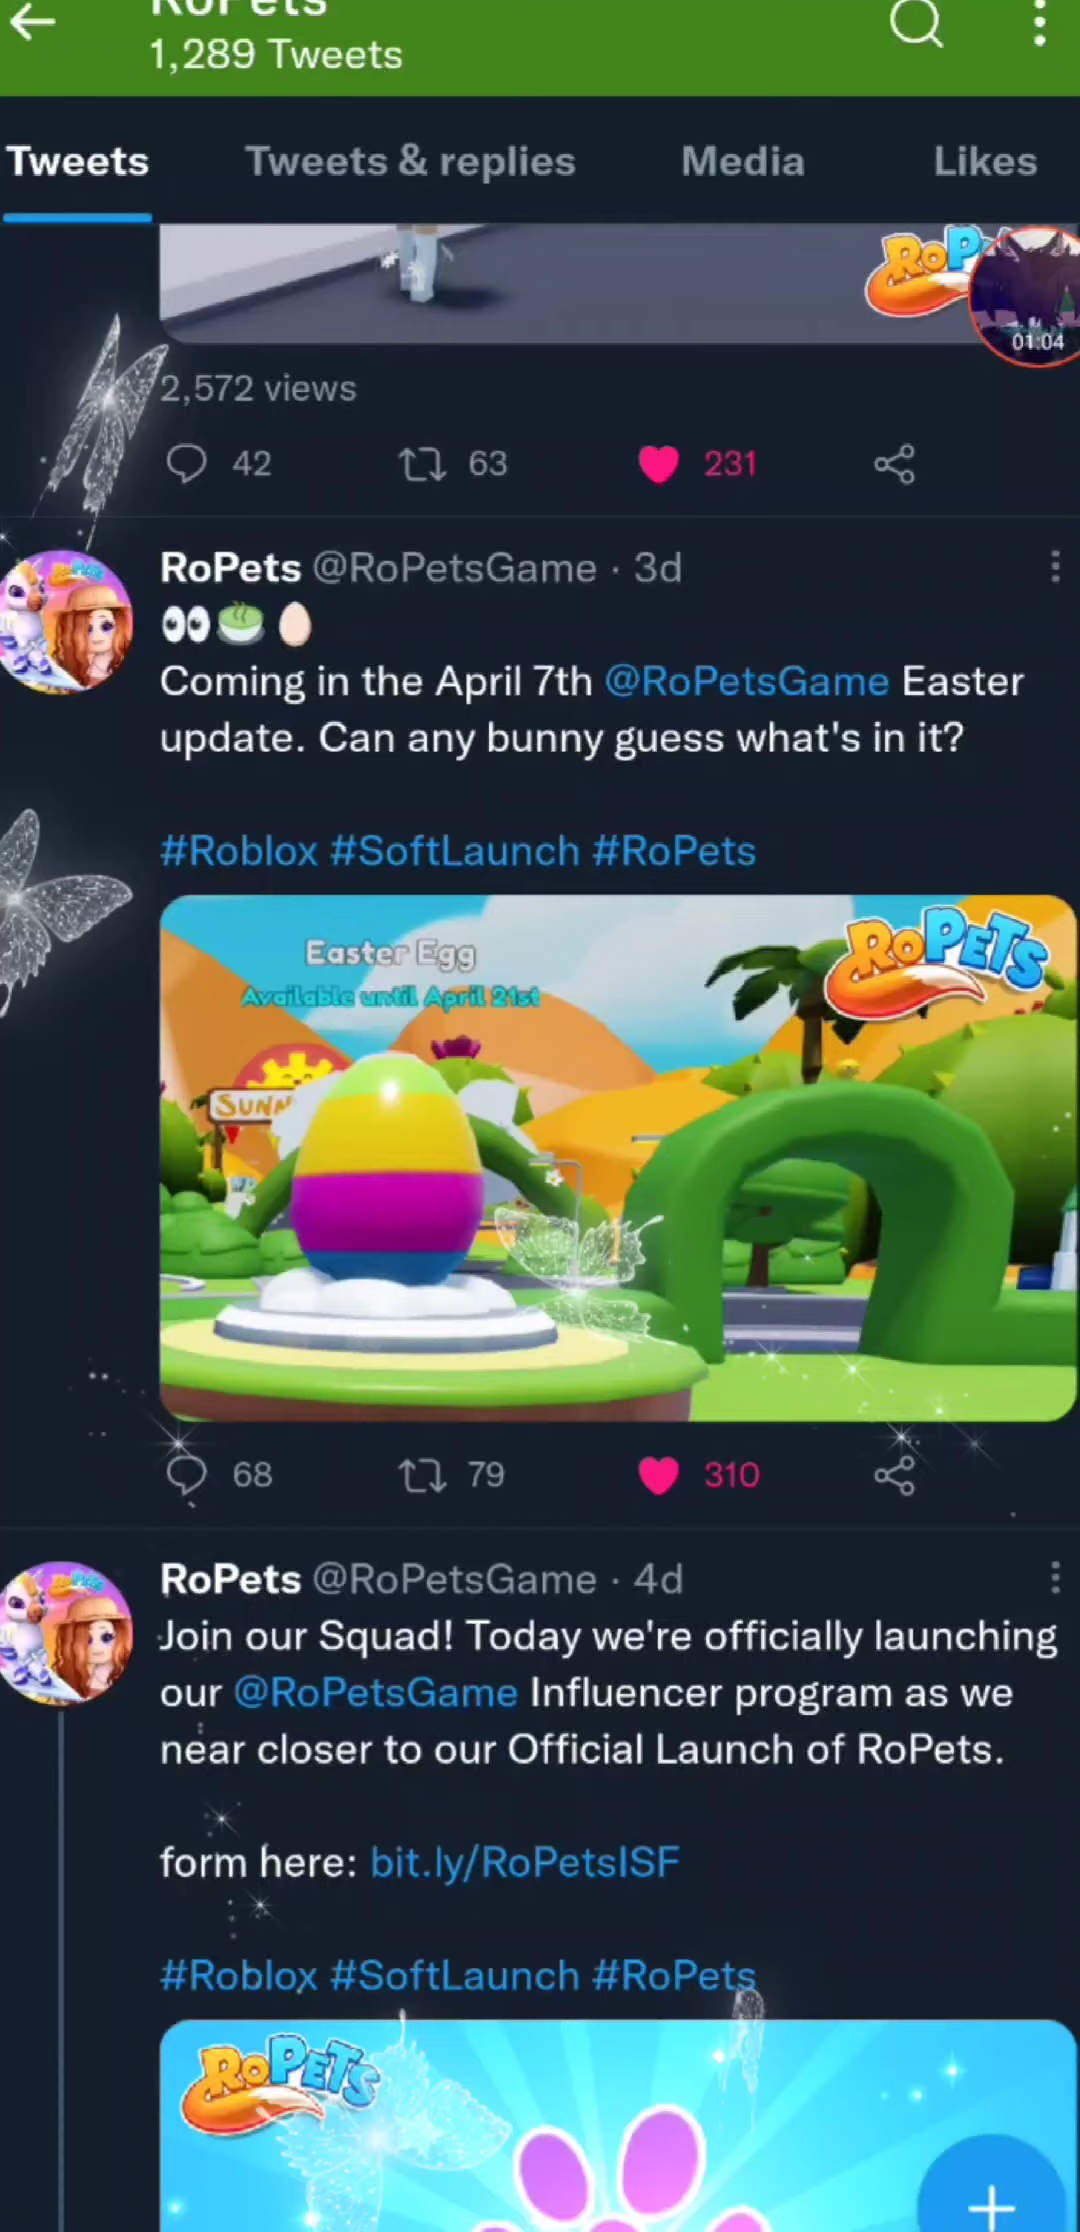 RoPets
1,289 Tweets
Tweets
Tweets & replies
Media
Likes
RoP
01:04
2,572 views
42
63
231
RoPets @RoPetsGame · 3d
👀🍵🥚
Coming in the April 7th @RoPetsGame Easter
update. Can any bunny guess what's in it?
#Roblox #SoftLaunch #RoPets
Easter Egg
Available until April 21st
ROPETS
SUNN
68
79
310
RoPets @RoPetsGame · 4d
Join our Squad! Today we're officially launching
our @RoPetsGame Influencer program as we
near closer to our Official Launch of RoPets.
form here: bit.ly/RoPetsISF
#Roblox #SoftLaunch #RoPets
ROPETS